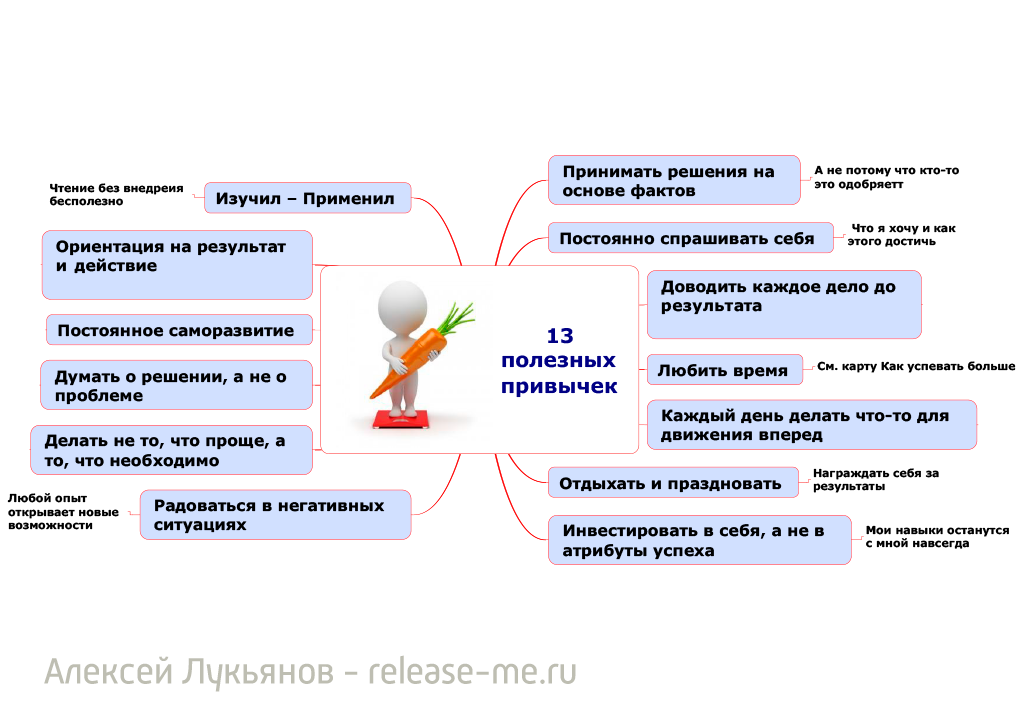 13
полезных
привычек
Принимать решения на
основе фактов
А не потому что кто-то
это одобряетт
Постоянно спрашивать себя
Что я хочу и как
этого достичь
Доводить каждое дело до
результата
Любить время
См. карту Как успевать больше
Каждый день делать что-то для
движения вперед
Отдыхать и праздновать
Награждать себя за
результаты
Инвестировать в себя, а не в
атрибуты успеха
Мои навыки останутся
с мной навсегда
Изучил – Применил
Чтение без внедреия
бесполезно
Ориентация на результат
и действие
Постоянное саморазвитие
Думать о решении, а не о
проблеме
Делать не то, что проще, а
то, что необходимо
Радоваться в негативных
ситуациях
Любой опыт
открывает новые
возможности
Алексей Лукьянов - release-me.ru